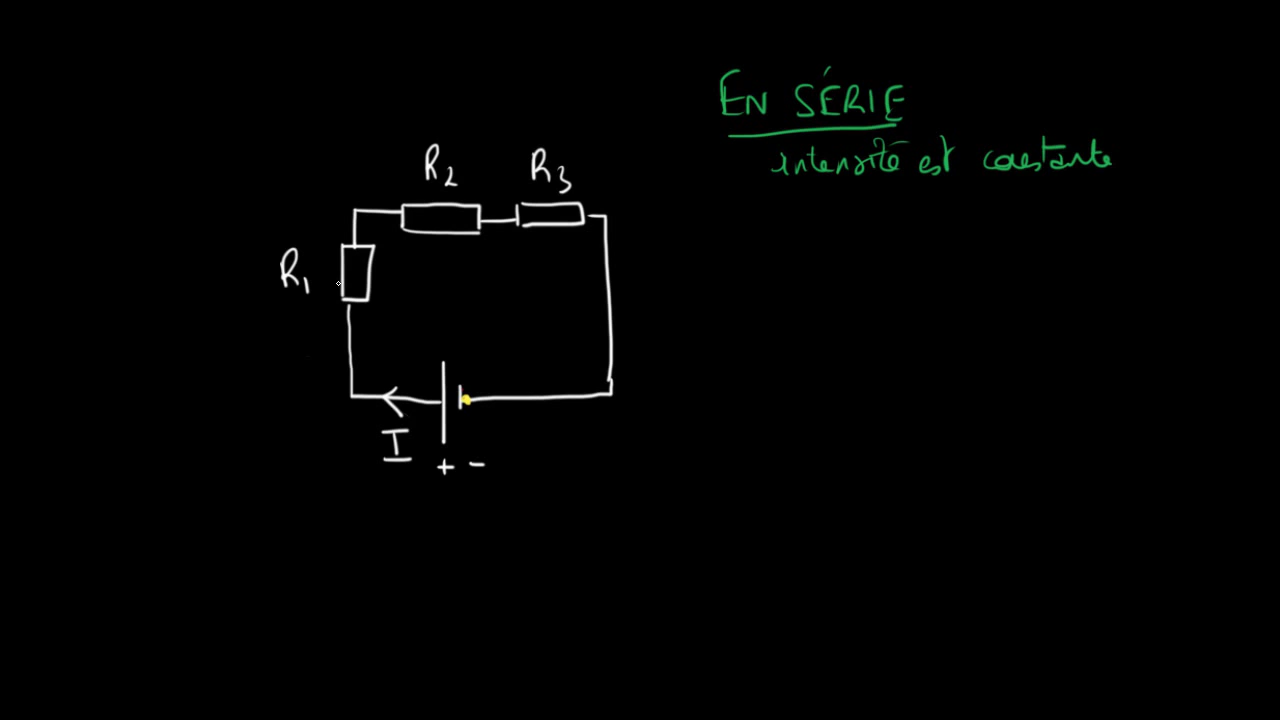 EN SÉRIE
intensité est constante
R2
R3
R1
I
+ -